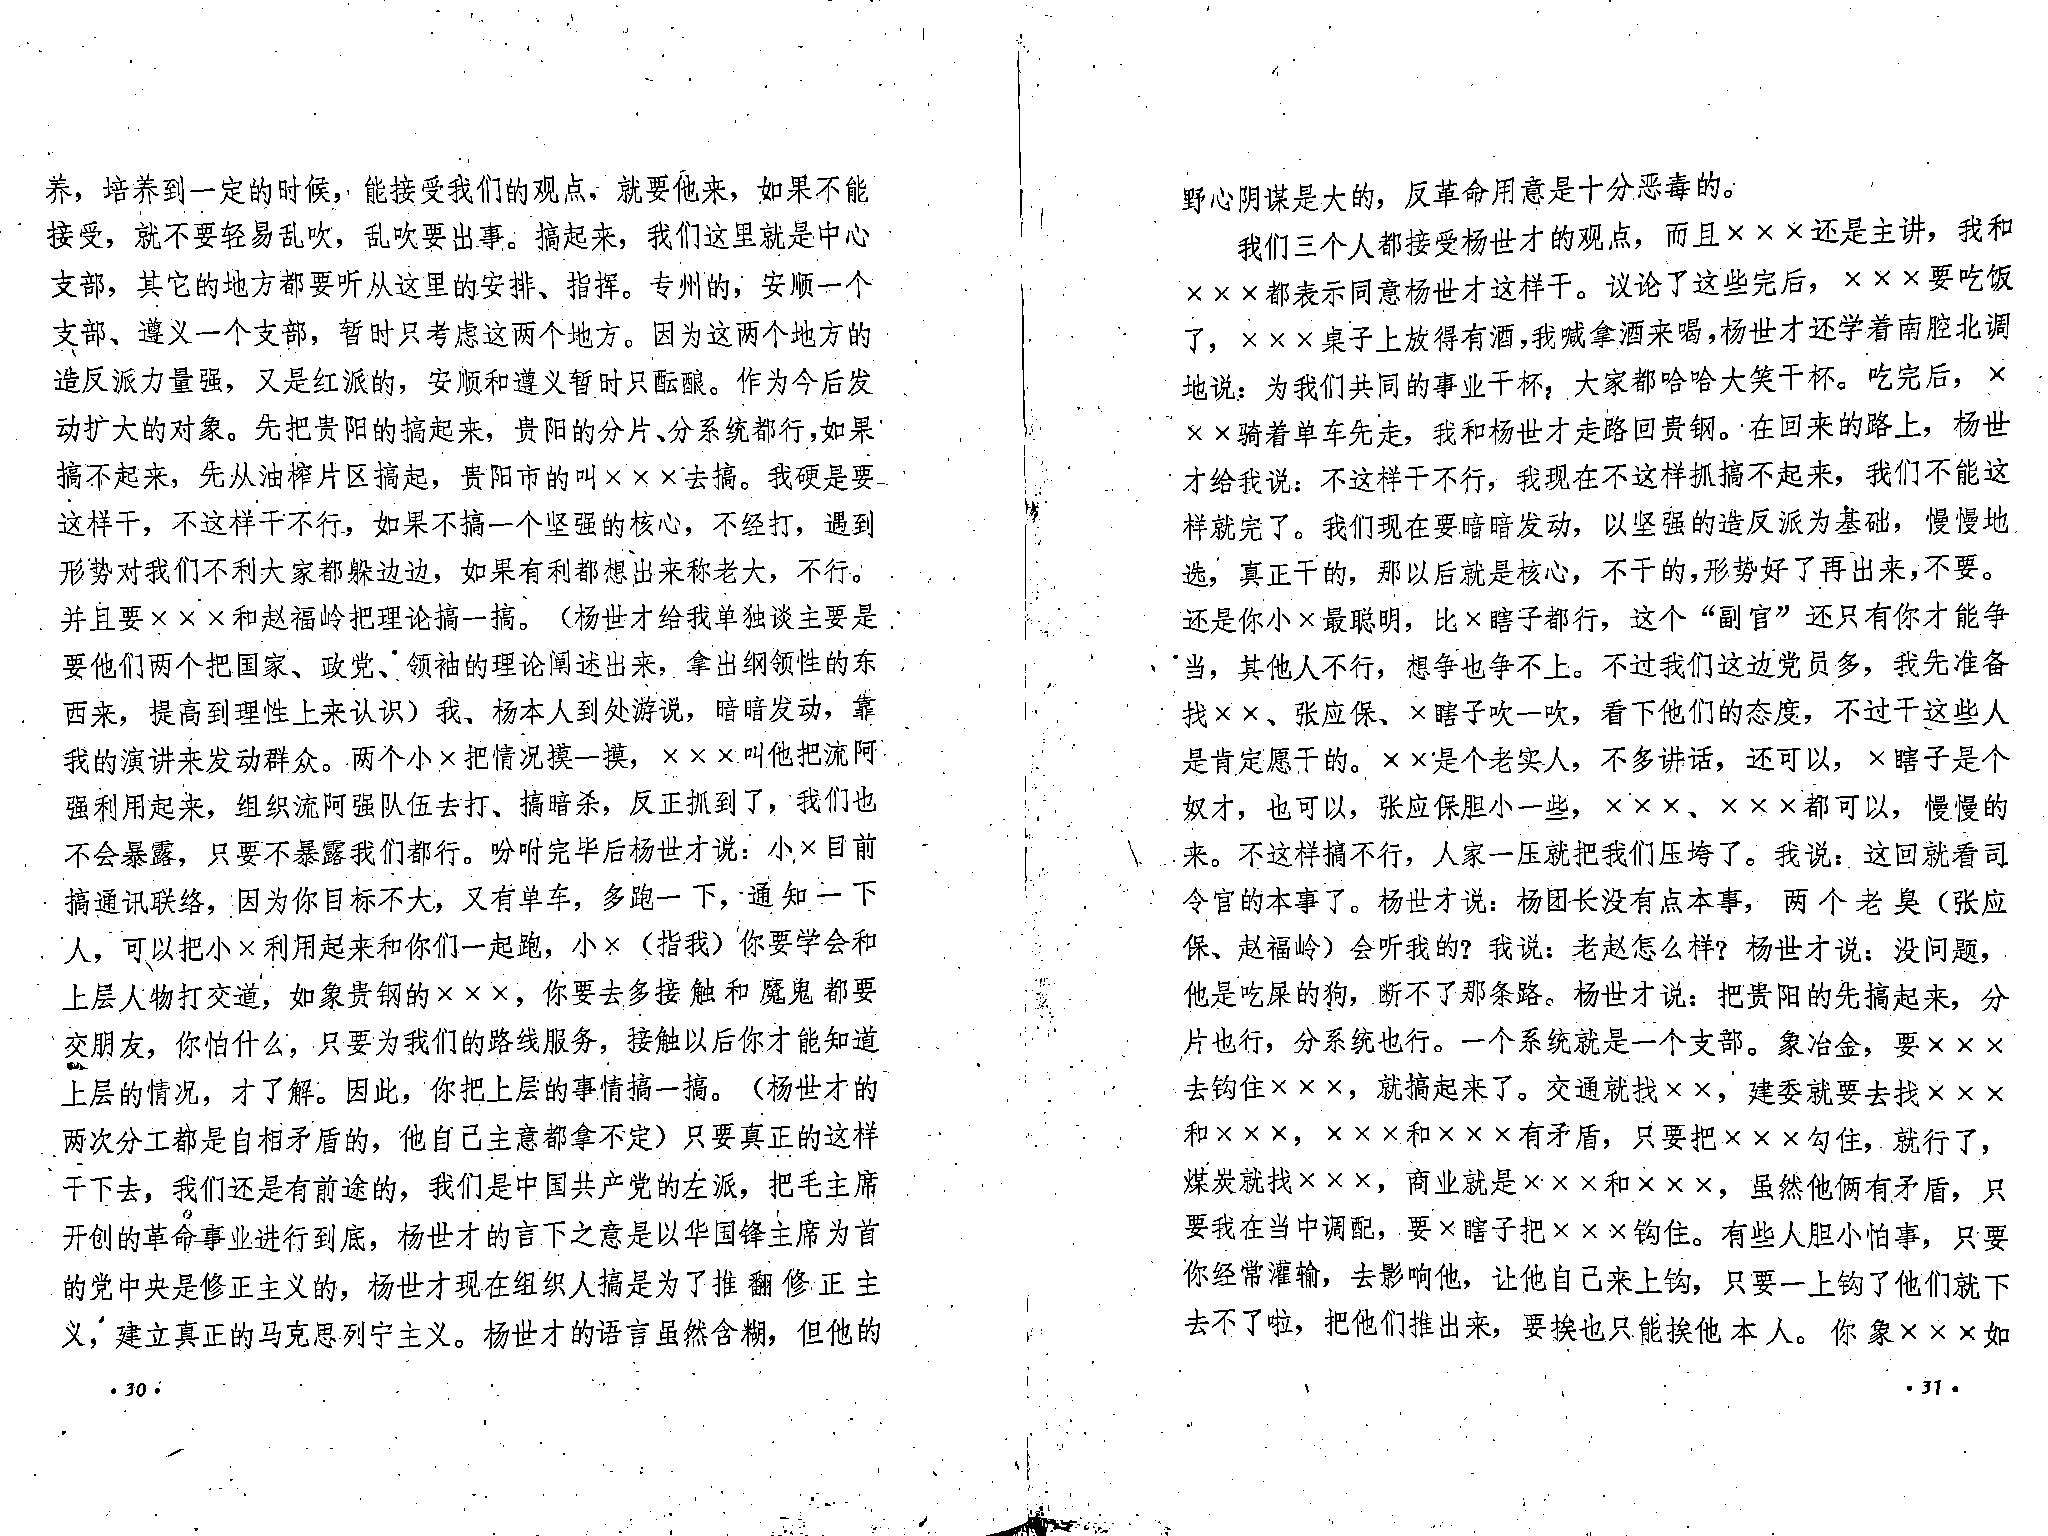 养，培养到一定的时候，能接受我们的观点，就要他来，如果不能
接受，就不要轻易乱吹，乱吹要出事。搞起来，我们这里就是中心
支部，其它的地方都要听从这里的安排、指挥。专州的，安顺一个
支部、遵义一个支部，暂时只考虑这两个地方。因为这两个地方的
造反派力量强，又是红派的，安顺和遵义暂时只酝酿。作为今后发
动扩大的对象。先把贵阳的搞起来，贵阳的分片、分系统都行，如果
搞不起来，先从油榨片区搞起，贵阳市的叫×××去搞。我硬是要
这样干，不这样干不行，如果不搞一个坚强的核心，不经打，遇到
形势对我们不利大家都躲边边，如果有利都想出来称老大，不行。
并且要×××和赵福岭把理论搞一搞。（杨世才给我单独谈主要是
要他们两个把国家、政党、领袖的理论阐述出来，拿出纲领性的东
西来，提高到理性上来认识）我、杨本人到处游说，暗暗发动，靠
我的演讲来发动群众。两个小×把情况摸一摸，×××叫他把流阿
强利用起来，组织流阿强队伍去打、搞暗杀，反正抓到了，我们也
不会暴露，只要不暴露我们都行。吩咐完毕后杨世才说：小×目前
搞通讯联络，因为你目标不大，又有单车，多跑一下，通知一下
人，可以把小×利用起来和你们一起跑，小×（指我）你要学会和
上层人物打交道，如象贵钢的×××，你要去多接触和魔鬼都要
交朋友，你怕什么，只要为我们的路线服务，接触以后你才能知道
上层的情况，才了解。因此，你把上层的事情搞一搞。（杨世才的
两次分工都是自相矛盾的，他自己主意都拿不定）只要真正的这样
干下去，我们还是有前途的，我们是中国共产党的左派，把毛主席
开创的革命事业进行到底，杨世才的言下之意是以华国锋主席为首
的党中央是修正主义的，杨世才现在组织人搞是为了推翻修正主
义，建立真正的马克思列宁主义。杨世才的语言虽然含糊，但他的
·30·
野心阴谋是大的，反革命用意是十分恶毒的。
我们三个人都接受杨世才的观点，而且×××还是主讲，我和
×××都表示同意杨世才这样干。议论了这些完后，×××要吃饭
了，×××桌子上放得有酒，我喊拿酒来喝，杨世才还学着南腔北调
地说：为我们共同的事业干杯，大家都哈哈大笑干杯。吃完后，×
××骑着单车先走，我和杨世才走路回贵钢。在回来的路上，杨世
才给我说：不这样干不行，我现在不这样抓搞不起来，我们不能这
样就完了。我们现在要暗暗发动，以坚强的造反派为基础，慢慢地
选，真正干的，那以后就是核心，不干的，形势好了再出来，不要。
还是你小×最聪明，比×瞎子都行，这个“副官”还只有你才能争
当，其他人不行，想争也争不上。不过我们这边党员多，我先准备
找××、张应保、×瞎子吹一吹，看下他们的态度，不过干这些人
是肯定愿干的。××是个老实人，不多讲话，还可以，×瞎子是个
奴才，也可以，张应保胆小一些，×××、×××都可以，慢慢的
来。不这样搞不行，人家一压就把我们压垮了。我说：这回就看司
令官的本事了。杨世才说：杨团长没有点本事，两个老臭（张应
保、赵福岭）会听我的？我说：老赵怎么样？杨世才说：没问题，
他是吃屎的狗，断不了那条路。杨世才说：把贵阳的先搞起来，分
片也行，分系统也行。一个系统就是一个支部。象冶金，要×××
去钩住×××，就搞起来了。交通就找××，建委就要去找×××
和×××，×××和×××有矛盾，只要把×××勾住，就行了，
煤炭就找×××，商业就是×××和×××，虽然他俩有矛盾，只
要我在当中调配，要×瞎子把×××钩住。有些人胆小怕事，只要
你经常灌输，去影响他，让他自己来上钩，只要一上钩了他们就下
去不了啦，把他们推出来，要挨也只能挨他本人。你象×××如
·31·